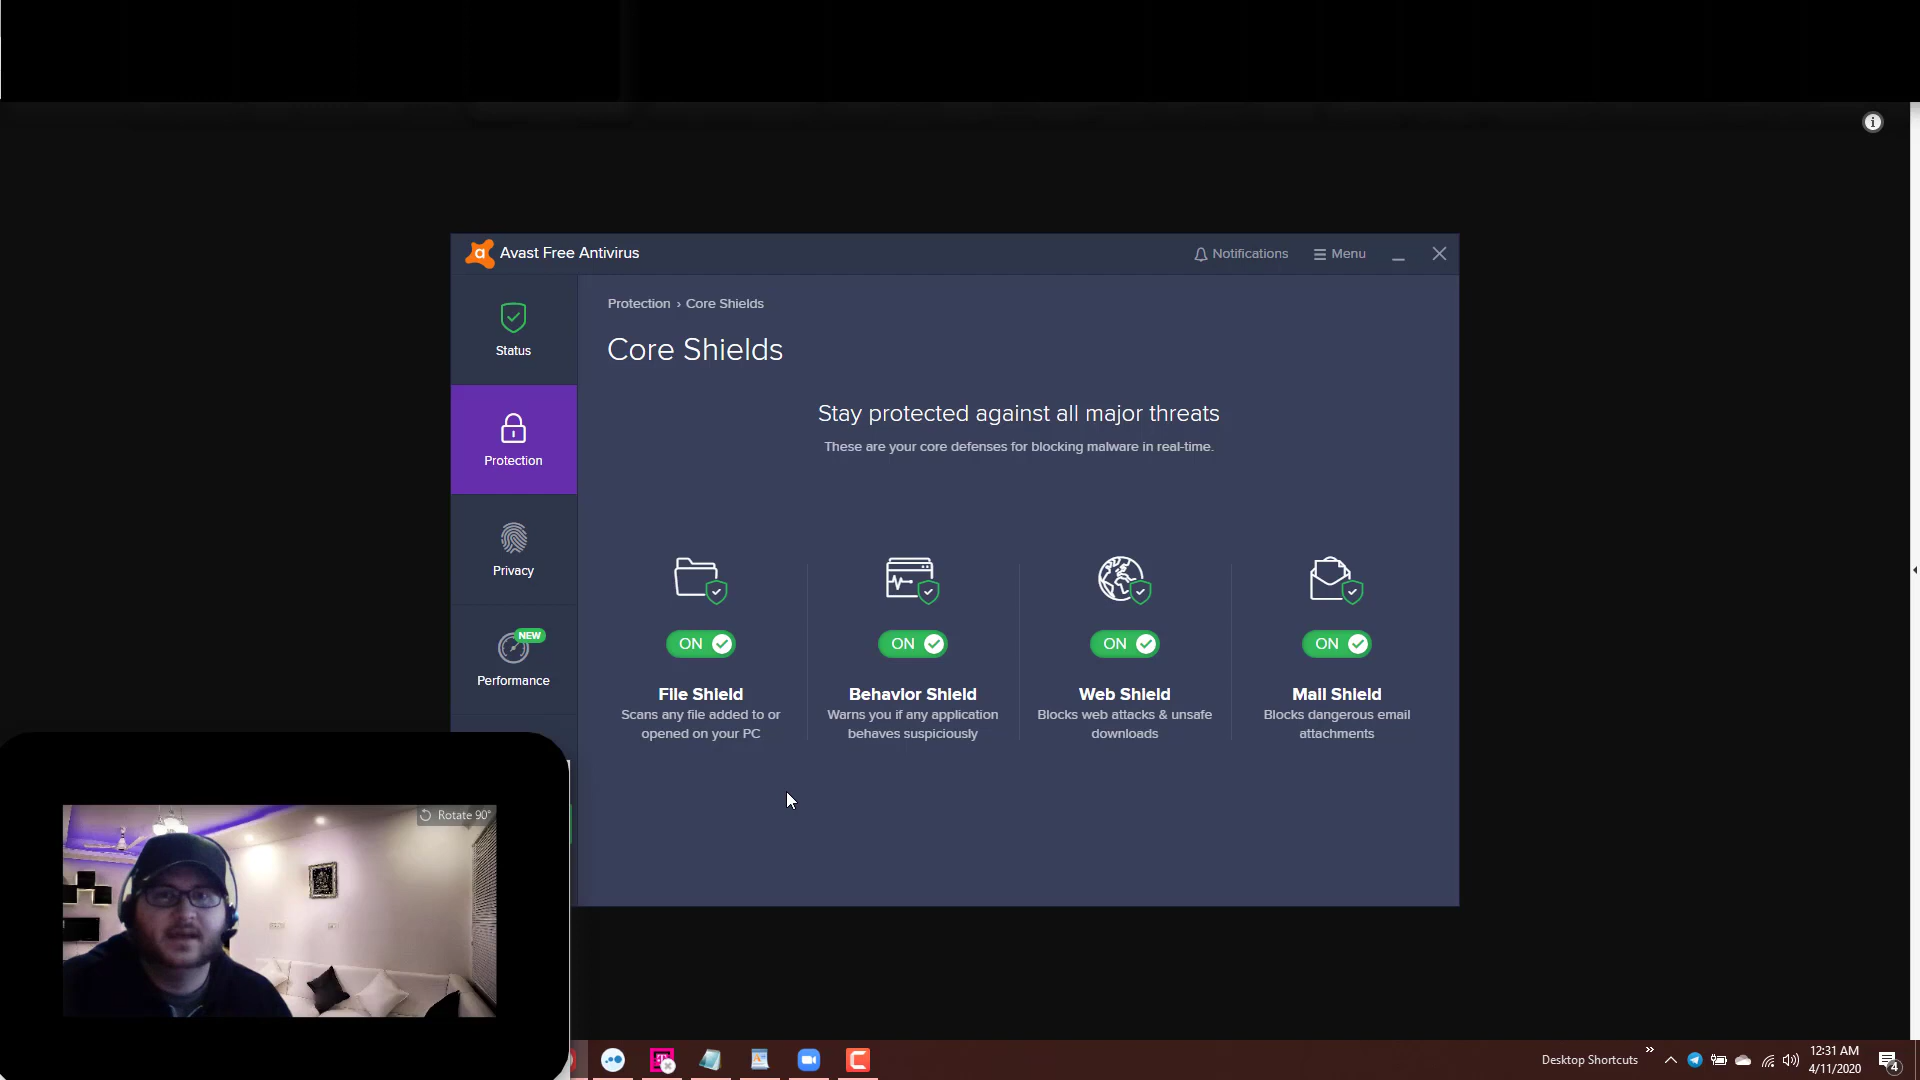 Avast Free Antivirus
Notifications
Menu
Protection › Core Shields
Core Shields
Stay protected against all major threats
These are your core defenses for blocking malware in real-time.
Status
Protection
Privacy
NEW
Performance
ON
File Shield
Scans any file added to or
opened on your PC
ON
Behavior Shield
Warns you if any application
behaves suspiciously
ON
Web Shield
Blocks web attacks & unsafe
downloads
ON
Mail Shield
Blocks dangerous email
attachments
Rotate 90°
Desktop Shortcuts
12:31 AM
4/11/2020
4